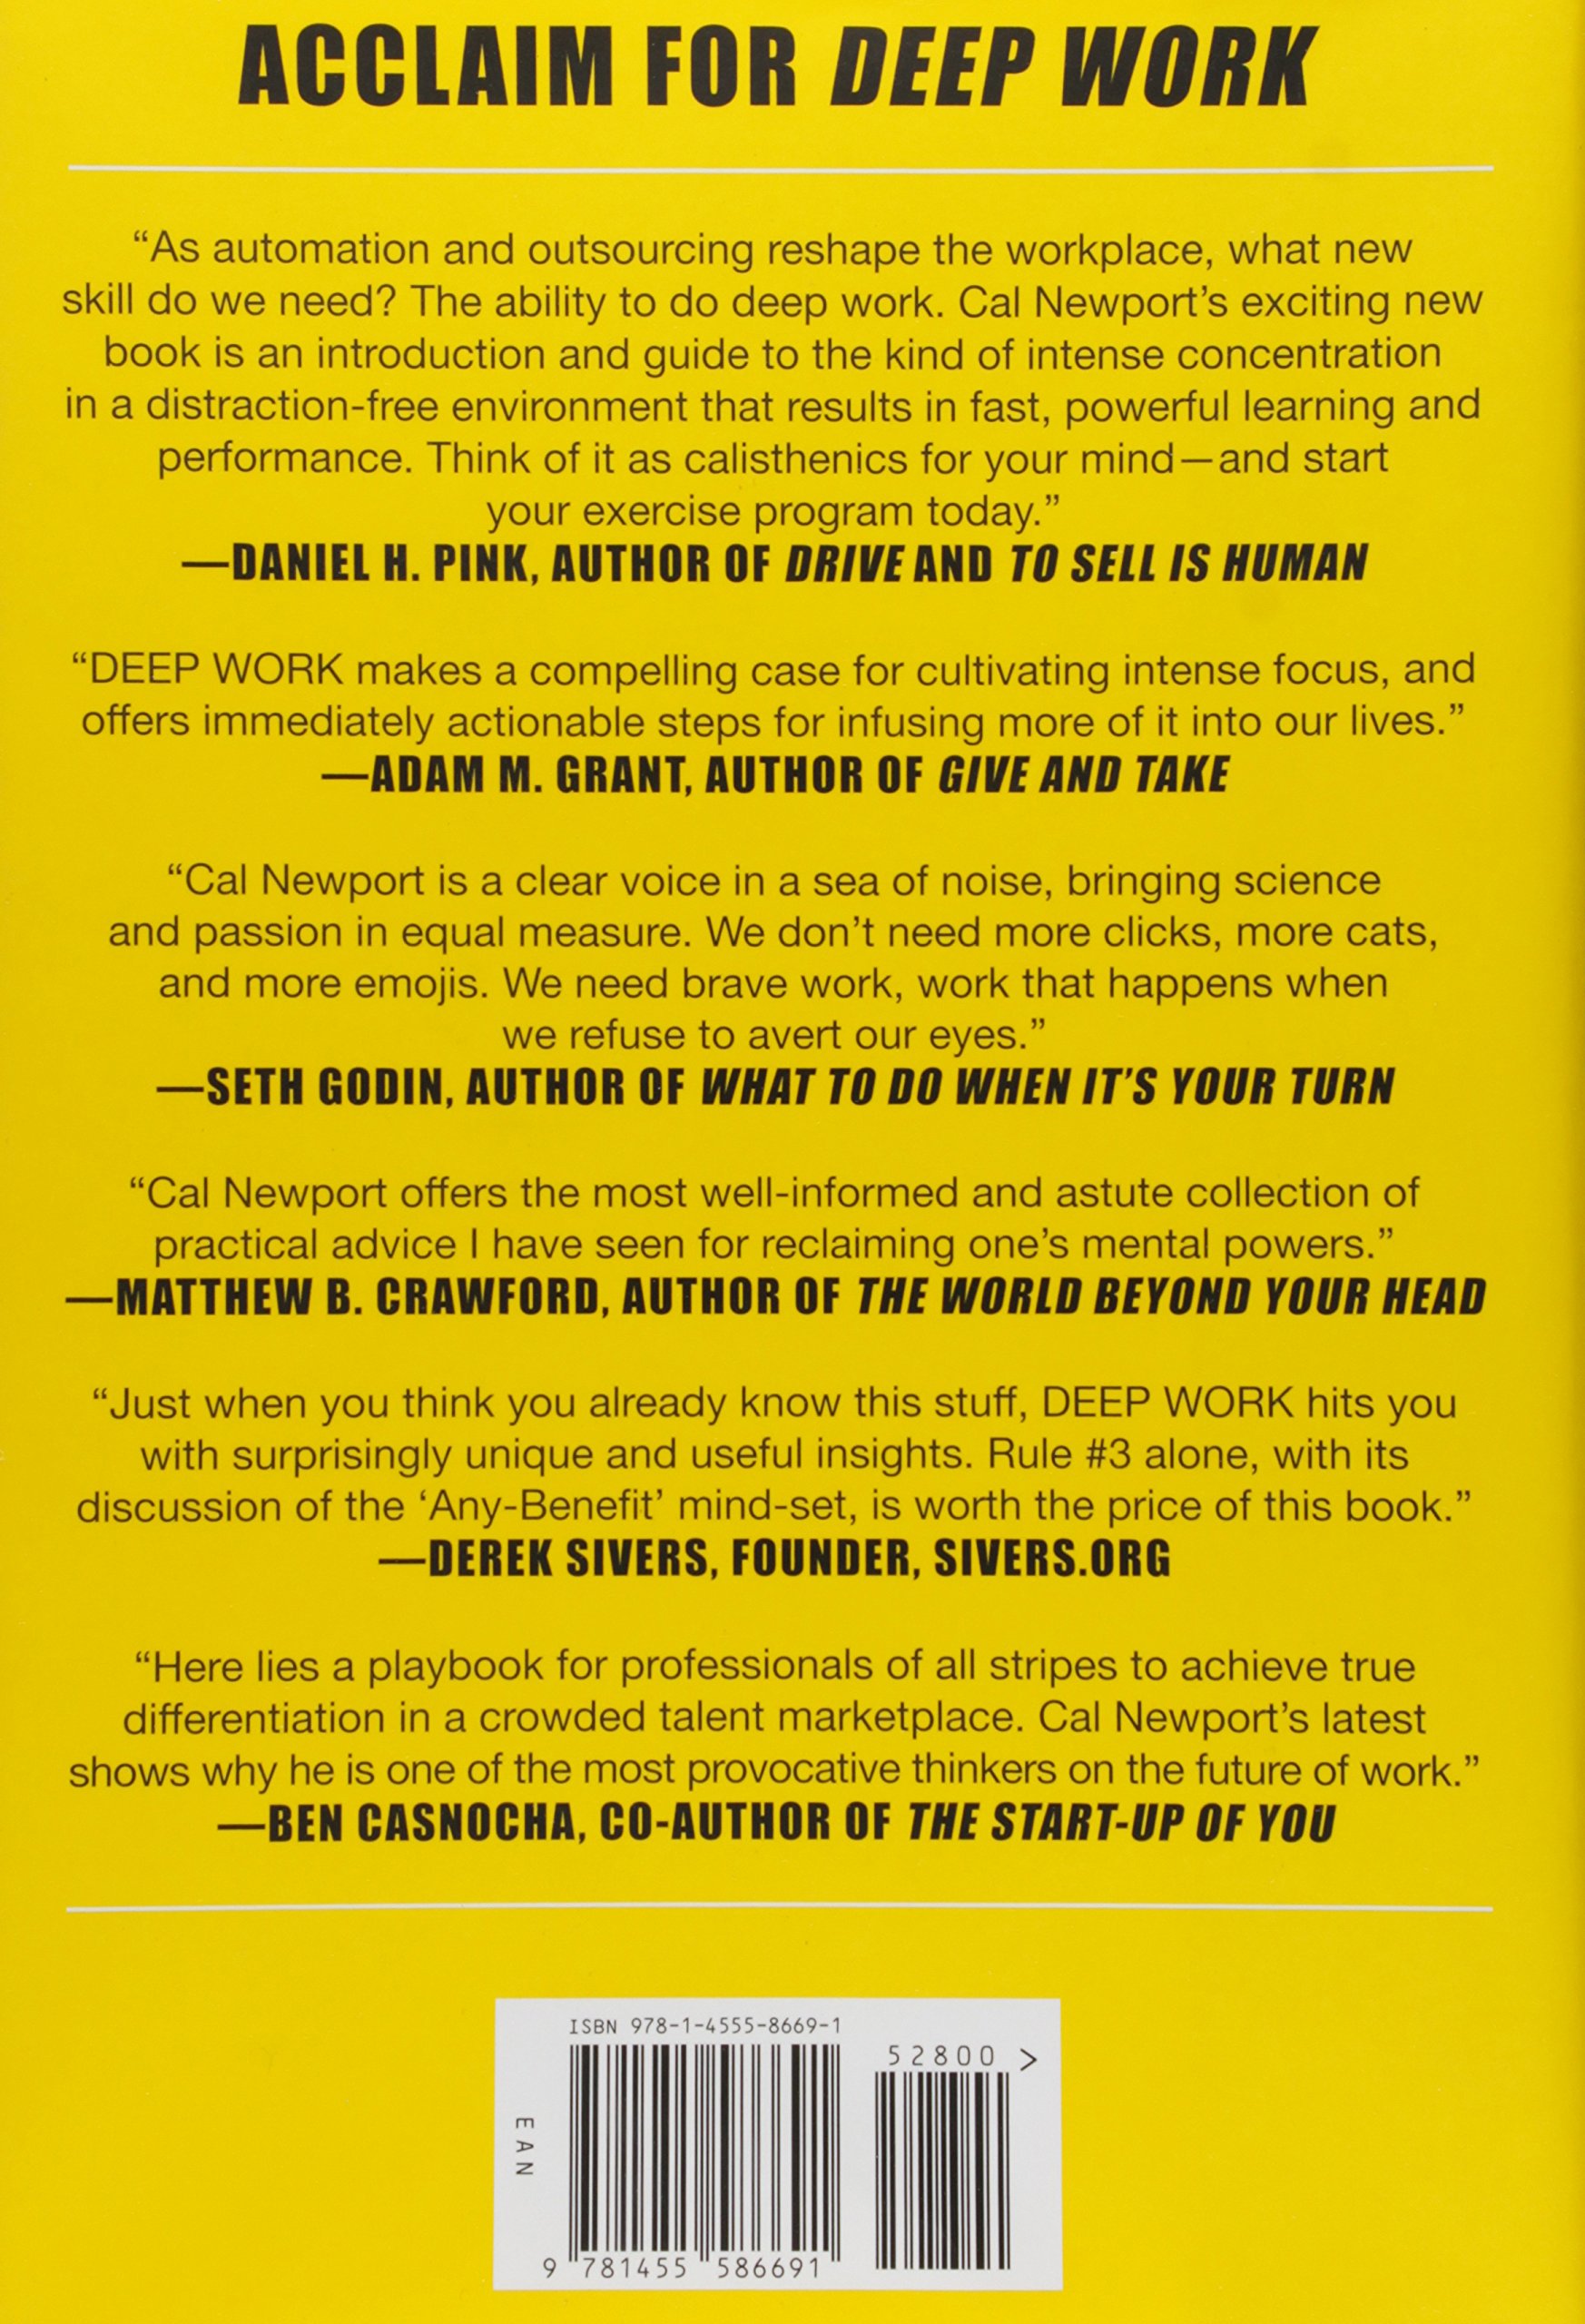 ACCLAIM FOR DEEP WORK
“As automation and outsourcing reshape the workplace, what new
skill do we need? The ability to do deep work. Cal Newport’s exciting new
book is an introduction and guide to the kind of intense concentration
in a distraction-free environment that results in fast, powerful learning and
performance. Think of it as calisthenics for your mind—and start
your exercise program today.”
—DANIEL H. PINK, AUTHOR OF DRIVE AND TO SELL IS HUMAN
“DEEP WORK makes a compelling case for cultivating intense focus, and
offers immediately actionable steps for infusing more of it into our lives.”
—ADAM M. GRANT, AUTHOR OF GIVE AND TAKE
“Cal Newport is a clear voice in a sea of noise, bringing science
and passion in equal measure. We don’t need more clicks, more cats,
and more emojis. We need brave work, work that happens when
we refuse to avert our eyes.”
—SETH GODIN, AUTHOR OF WHAT TO DO WHEN IT’S YOUR TURN
“Cal Newport offers the most well-informed and astute collection of
practical advice I have seen for reclaiming one’s mental powers.”
—MATTHEW B. CRAWFORD, AUTHOR OF THE WORLD BEYOND YOUR HEAD
“Just when you think you already know this stuff, DEEP WORK hits you
with surprisingly unique and useful insights. Rule #3 alone, with its
discussion of the ‘Any-Benefit’ mind-set, is worth the price of this book.”
—DEREK SIVERS, FOUNDER, SIVERS.ORG
“Here lies a playbook for professionals of all stripes to achieve true
differentiation in a crowded talent marketplace. Cal Newport’s latest
shows why he is one of the most provocative thinkers on the future of work.”
—BEN CASNOCHA, CO-AUTHOR OF THE START-UP OF YOU
ISBN 978-1-4555-8669-1
52800 >
EAN
9 781455 586691